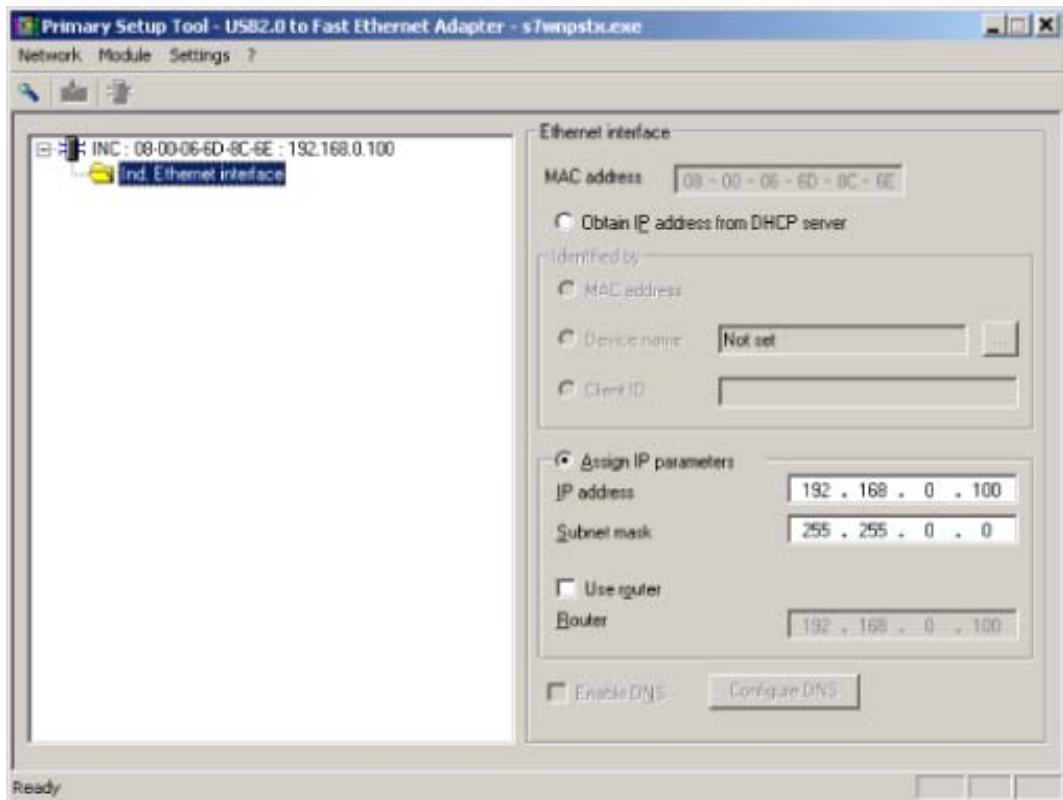 Primary Setup Tool - USB2.0 to Fast Ethernet Adapter - s7wnpstx.exe
Network Module Settings ?
INC : 08-00-06-6D-8C-6E : 192.168.0.100
Ind. Ethernet interface
Ethernet interface
MAC address 08 - 00 - 06 - 6D - 8C - 6E
Obtain IP address from DHCP server
Identified by
MAC address
Device name Not set ...
Client ID
Assign IP parameters
IP address 192 . 168 . 0 . 100
Subnet mask 255 . 255 . 0 . 0
Use router
Router 192 . 168 . 0 . 100
Enable DNS Configure DNS
Ready